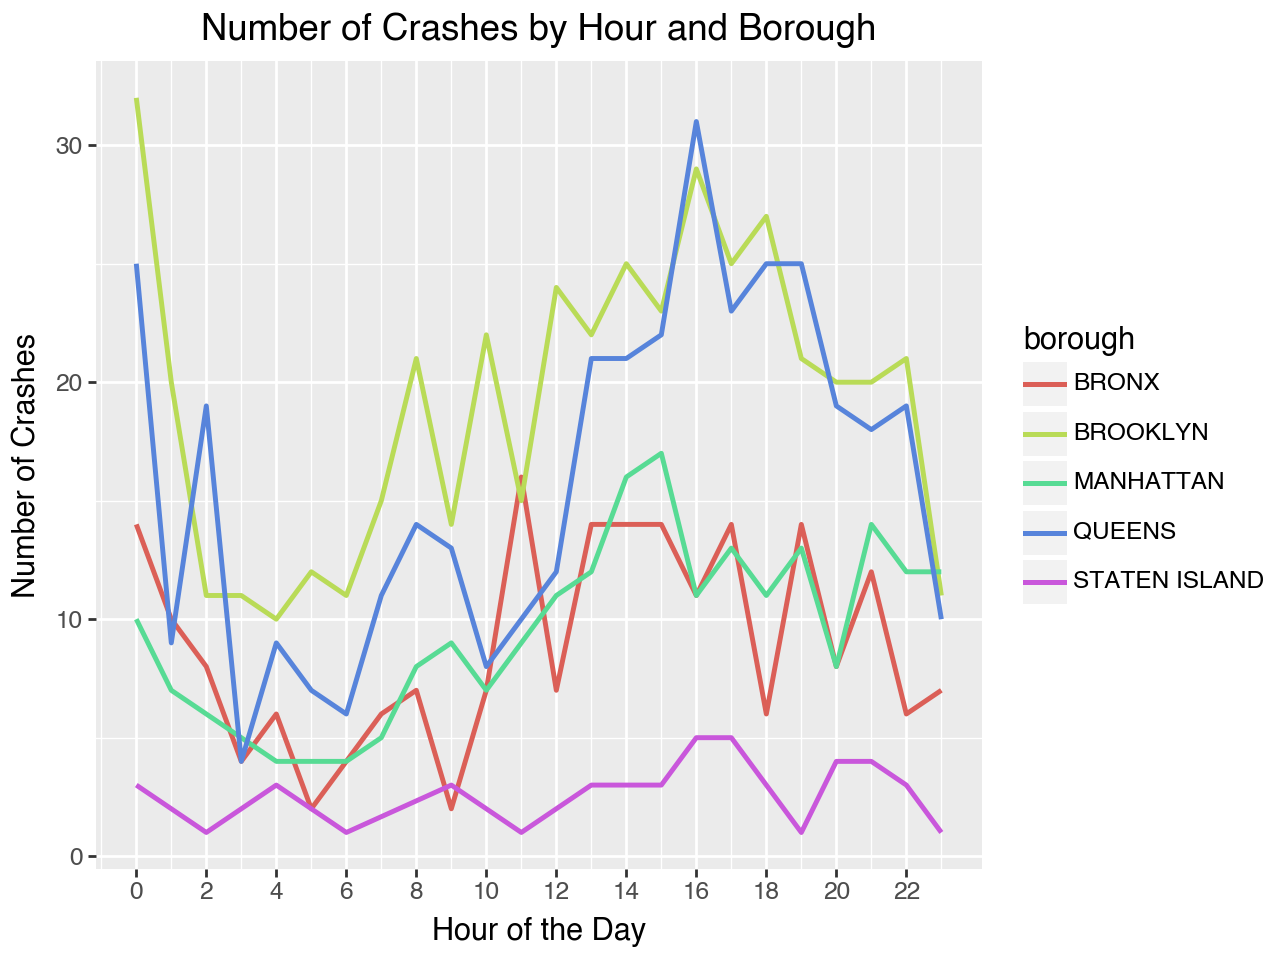 Number of Crashes by Hour and Borough
Number of Crashes
30
20
10
0
0 2 4 6 8 10 12 14 16 18 20 22
Hour of the Day
borough
BRONX
BROOKLYN
MANHATTAN
QUEENS
STATEN ISLAND